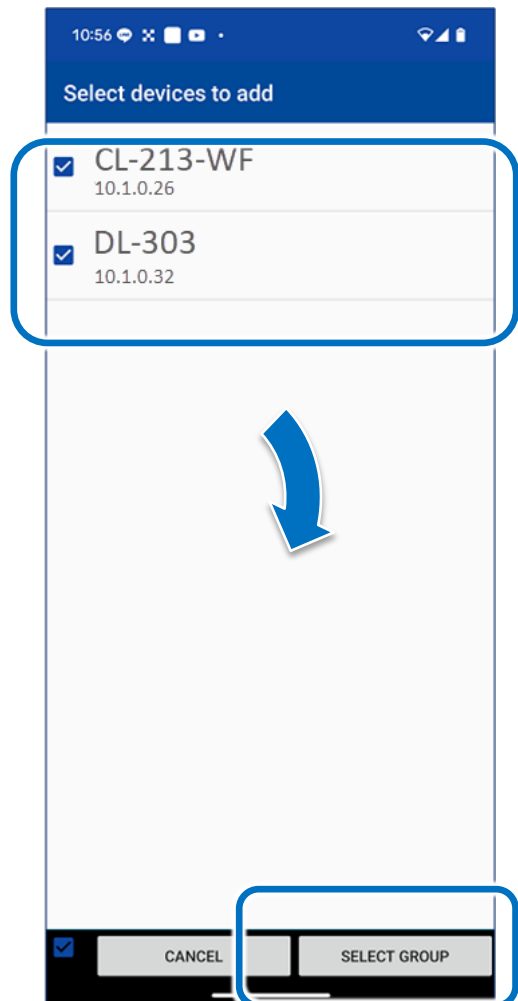 10:56
Select devices to add
CL-213-WF
10.1.0.26
DL-303
10.1.0.32
CANCEL SELECT GROUP